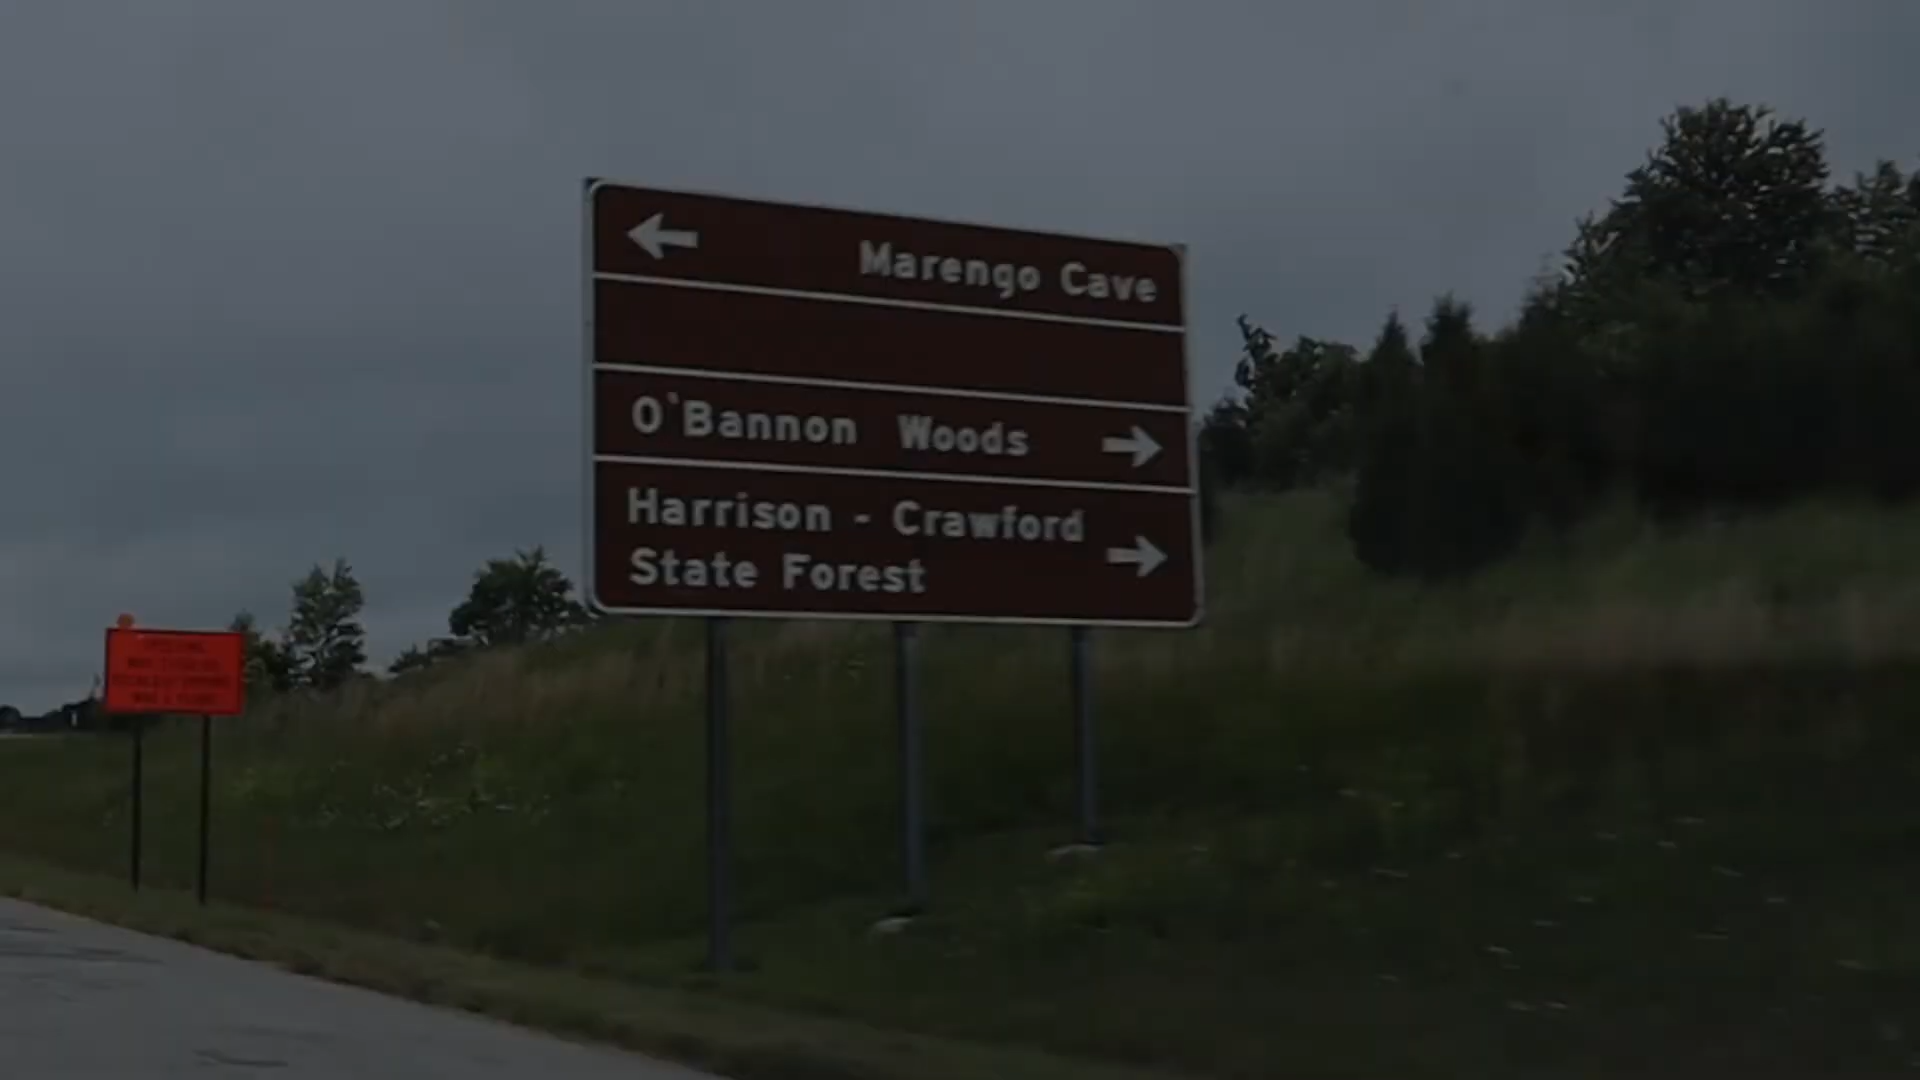 Marengo Cave
O'Bannon Woods
Harrison - Crawford
State Forest